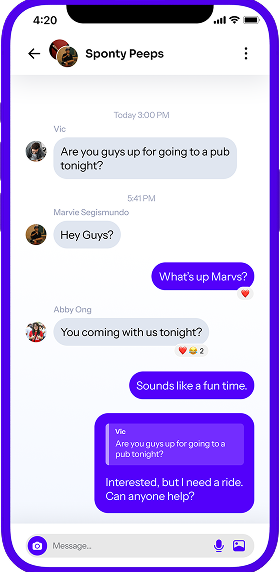 4:20
Sponty Peeps
Today 3:00 PM
Vic
Are you guys up for going to a pub
tonight?
5:41 PM
Marvie Segismundo
Hey Guys?
What's up Marvs?
Abby Ong
You coming with us tonight?
2
Sounds like a fun time.
Vic
Are you guys up for going to a
pub tonight?
Interested, but I need a ride.
Can anyone help?
Message...